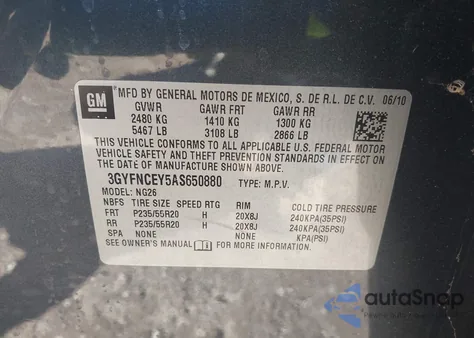 GM
MFD BY GENERAL MOTORS DE MEXICO, S. DE R.L. DE C.V. 06/10
GVWR GAWR FRT GAWR RR
2480 KG 1410 KG 1300 KG
5467 LB 3108 LB 2866 LB
THIS VEHICLE CONFORMS TO ALL APPLICABLE U.S. FEDERAL MOTOR
VEHICLE SAFETY AND THEFT PREVENTION STANDARDS IN EFFECT ON
THE DATE OF MANUFACTURE SHOWN ABOVE.
3GYFNCEY5AS650880 TYPE: M.P.V.
MODEL: NG26
NBFS TIRE SIZE SPEED RTG RIM COLD TIRE PRESSURE
FRT P235/55R20 H 20X8J 240KPA(35PSI)
RR P235/55R20 H 20X8J 240KPA(35PSI)
SPA NONE NONE KPA(PSI)
SEE OWNER'S MANUAL FOR MORE INFORMATION.
autaSnap